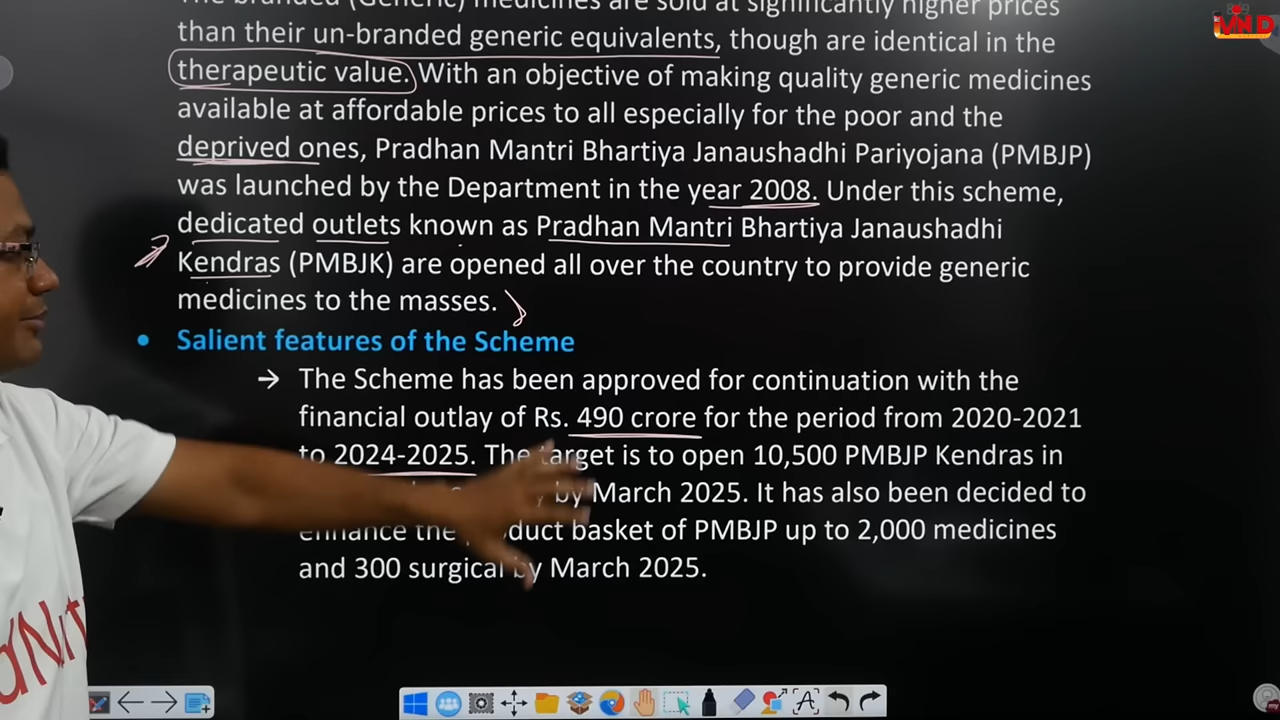 The branded (Generic) medicines are sold at significantly higher prices
than their un-branded generic equivalents, though are identical in the
therapeutic value. With an objective of making quality generic medicines
available at affordable prices to all especially for the poor and the
deprived ones, Pradhan Mantri Bhartiya Janaushadhi Pariyojana (PMBJP)
was launched by the Department in the year 2008. Under this scheme,
dedicated outlets known as Pradhan Mantri Bhartiya Janaushadhi
Kendras (PMBJK) are opened all over the country to provide generic
medicines to the masses.
• Salient features of the Scheme
→ The Scheme has been approved for continuation with the
financial outlay of Rs. 490 crore for the period from 2020-2021
to 2024-2025. The target is to open 10,500 PMBJP Kendras in
by March 2025. It has also been decided to
enhance the product basket of PMBJP up to 2,000 medicines
and 300 surgical by March 2025.